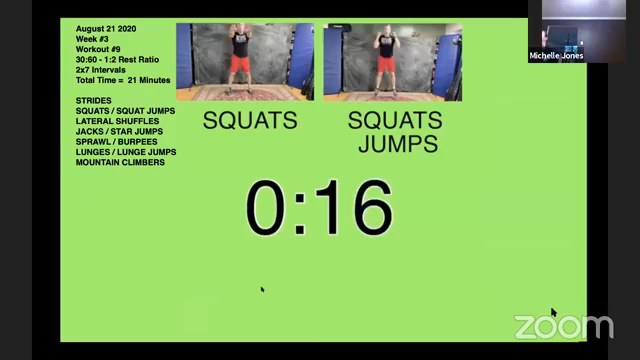 August 21 2020
Week #3
Workout #9
30:60 - 1:2 Rest Ratio
2x7 Intervals
Total Time = 21 Minutes
STRIDES
SQUATS / SQUAT JUMPS
LATERAL SHUFFLES
JACKS / STAR JUMPS
SPRAWL / BURPEES
LUNGES / LUNGE JUMPS
MOUNTAIN CLIMBERS
SQUATS
SQUATS
JUMPS
0:16
Michelle Jones
zoom